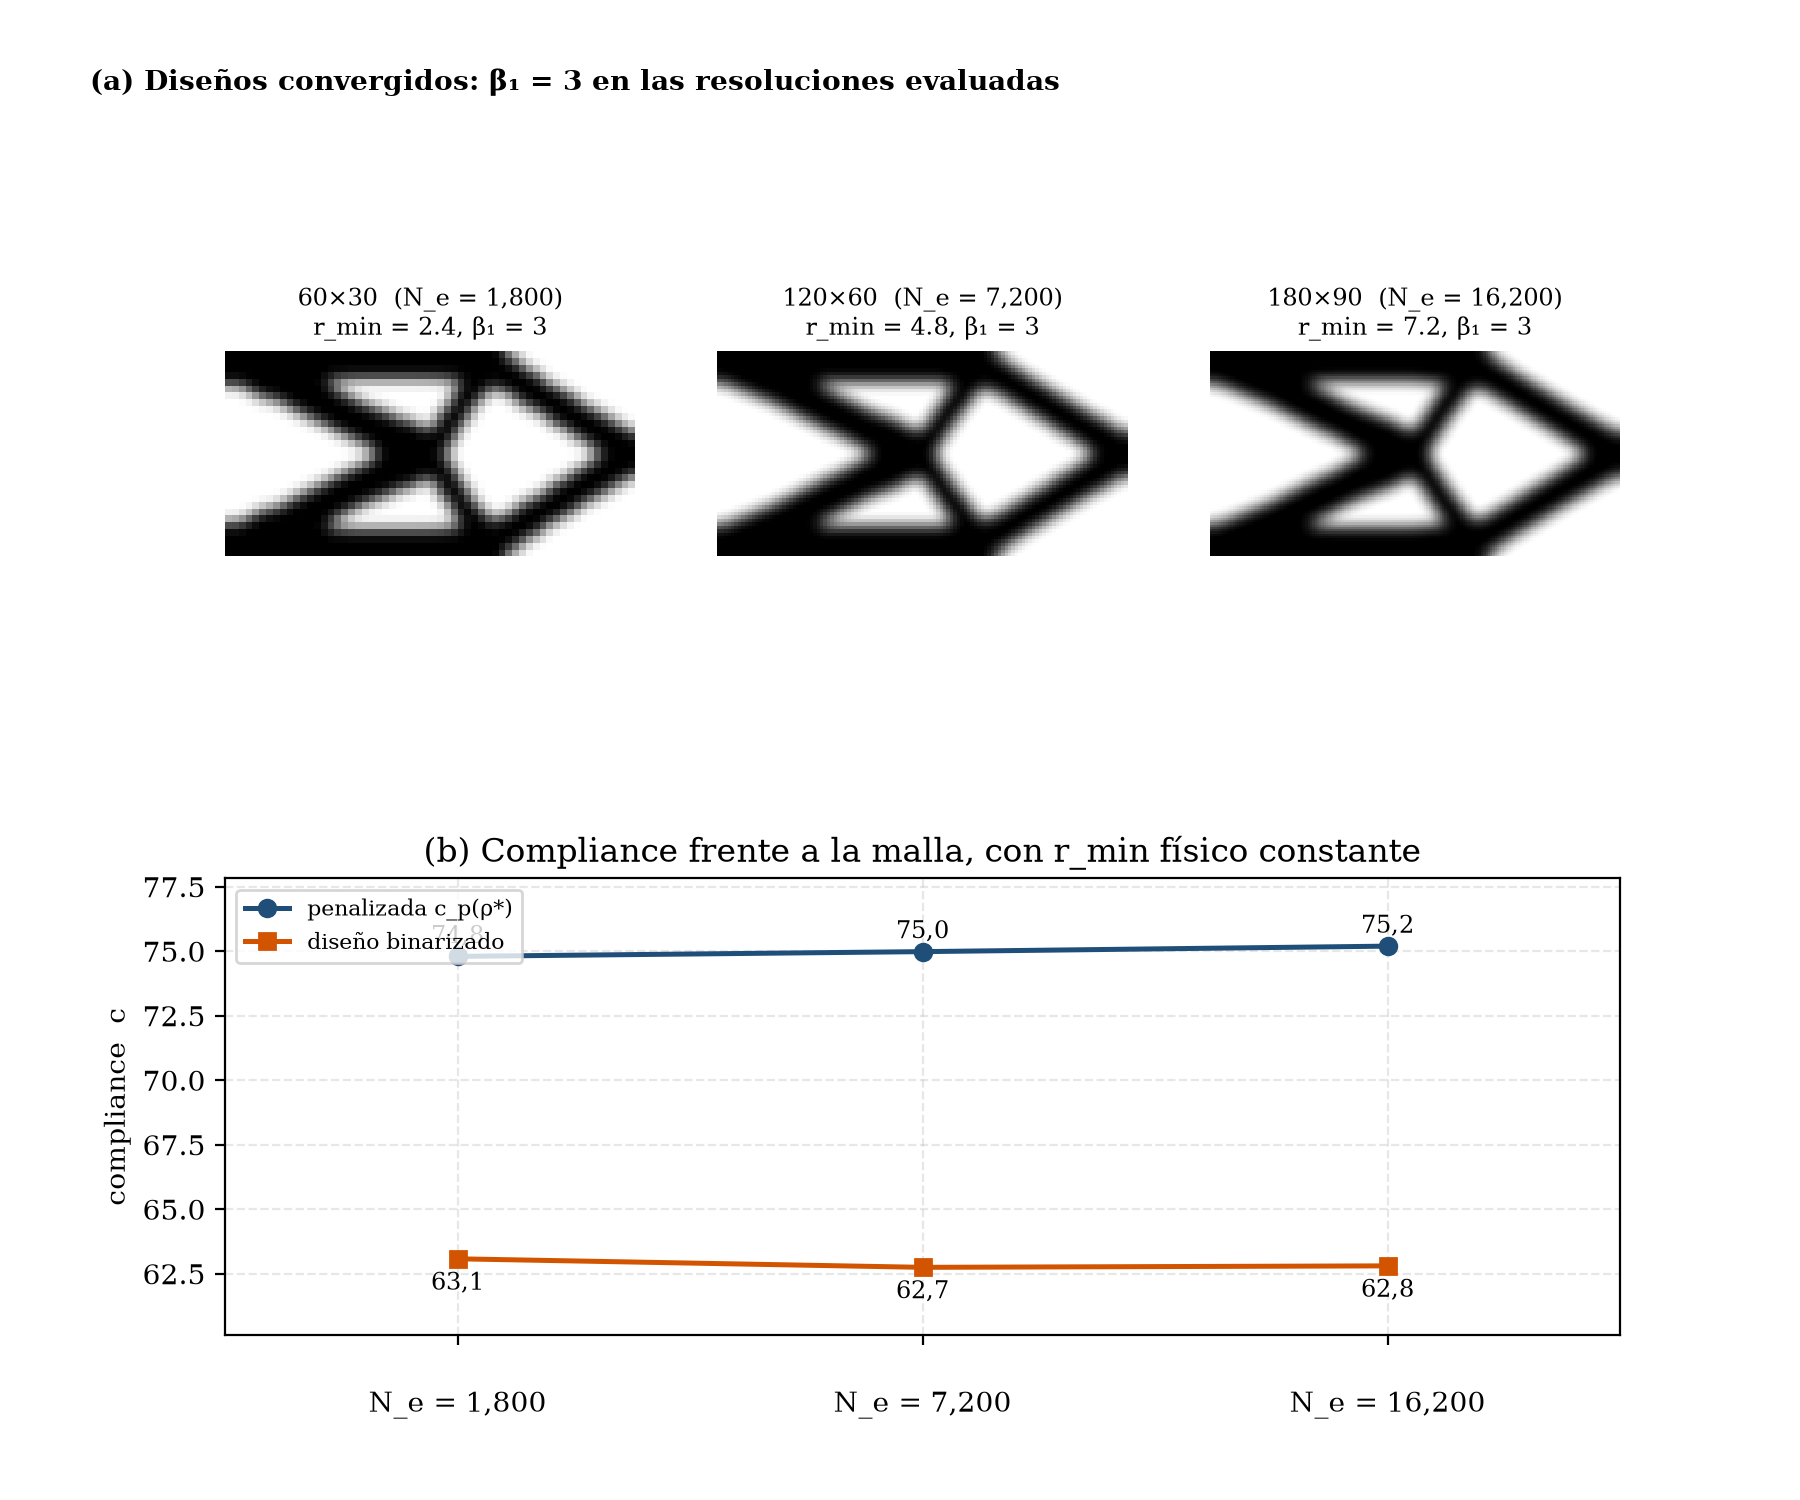 (a) Diseños convergidos: β₁ = 3 en las resoluciones evaluadas
60×30  (N_e = 1,800)
r_min = 2.4, β₁ = 3
120×60  (N_e = 7,200)
r_min = 4.8, β₁ = 3
180×90  (N_e = 16,200)
r_min = 7.2, β₁ = 3
(b) Compliance frente a la malla, con r_min físico constante
77.5
75.0
72.5
70.0
67.5
65.0
62.5
compliance  c
penalizada c_p(ρ*)
diseño binarizado
74,8
75,0
75,2
63,1
62,7
62,8
N_e = 1,800
N_e = 7,200
N_e = 16,200